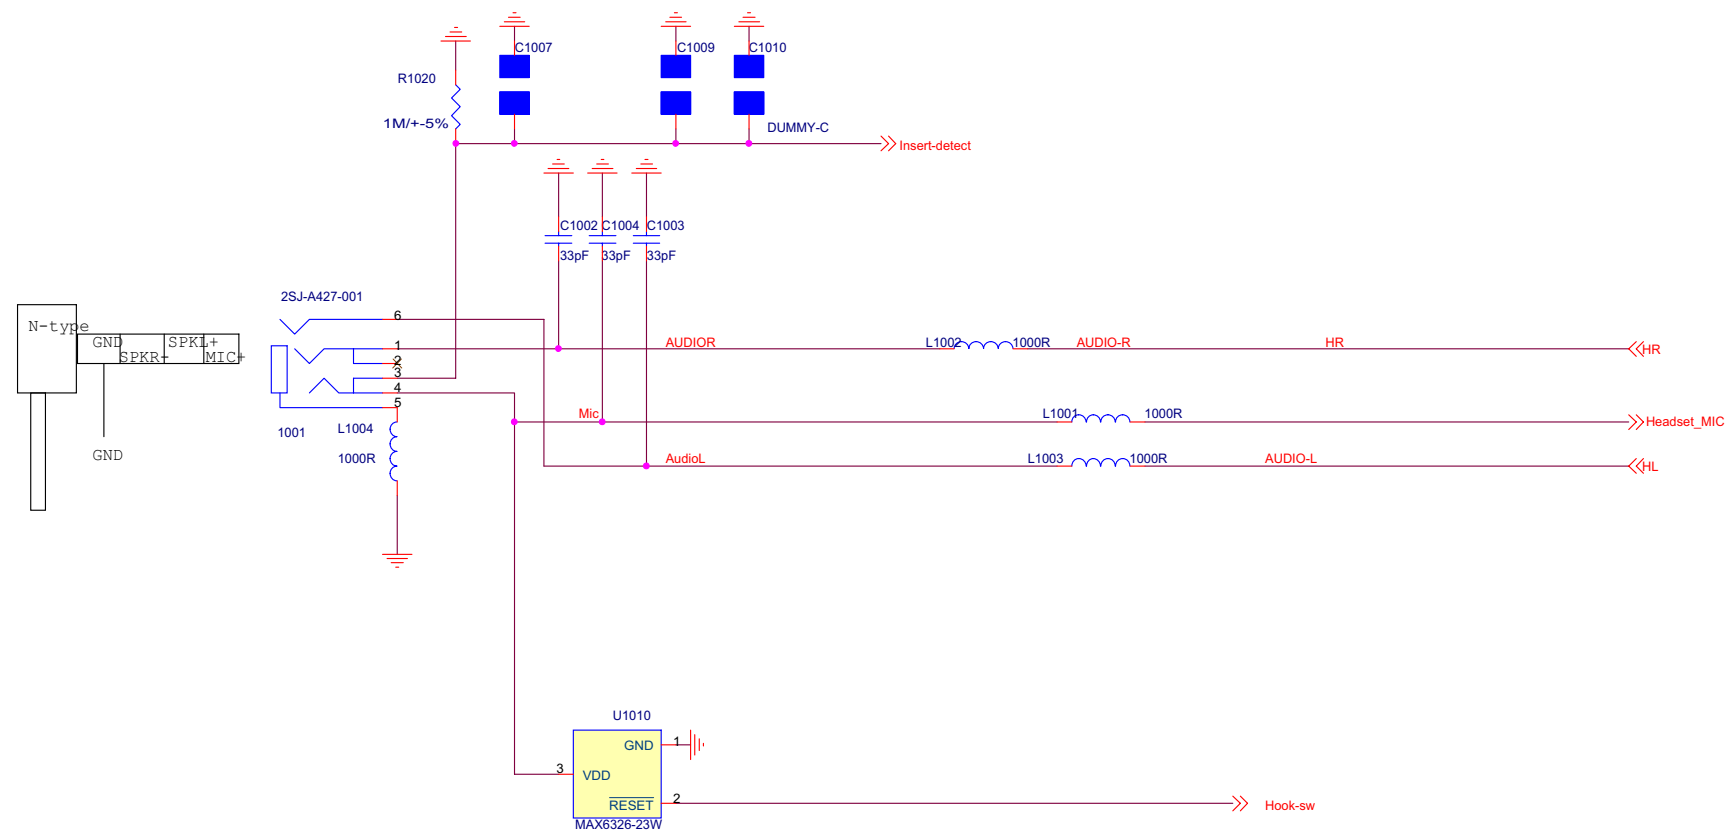 C1007
C1009
C1010
R1020
1M/+-5%
DUMMY-C
Insert-detect
C1002
C1004
C1003
33pF
33pF
33pF
2SJ-A427-001
6
N-type
GND
SPKL+
SPKR+
MIC+
1
2
3
4
5
AUDIOR
L1002
1000R
AUDIO-R
HR
HR
Mic
L1001
1000R
Headset_MIC
1001
L1004
1000R
GND
AudioL
L1003
1000R
AUDIO-L
HL
U1010
GND
1
3
VDD
RESET
2
Hook-sw
MAX6326-23W